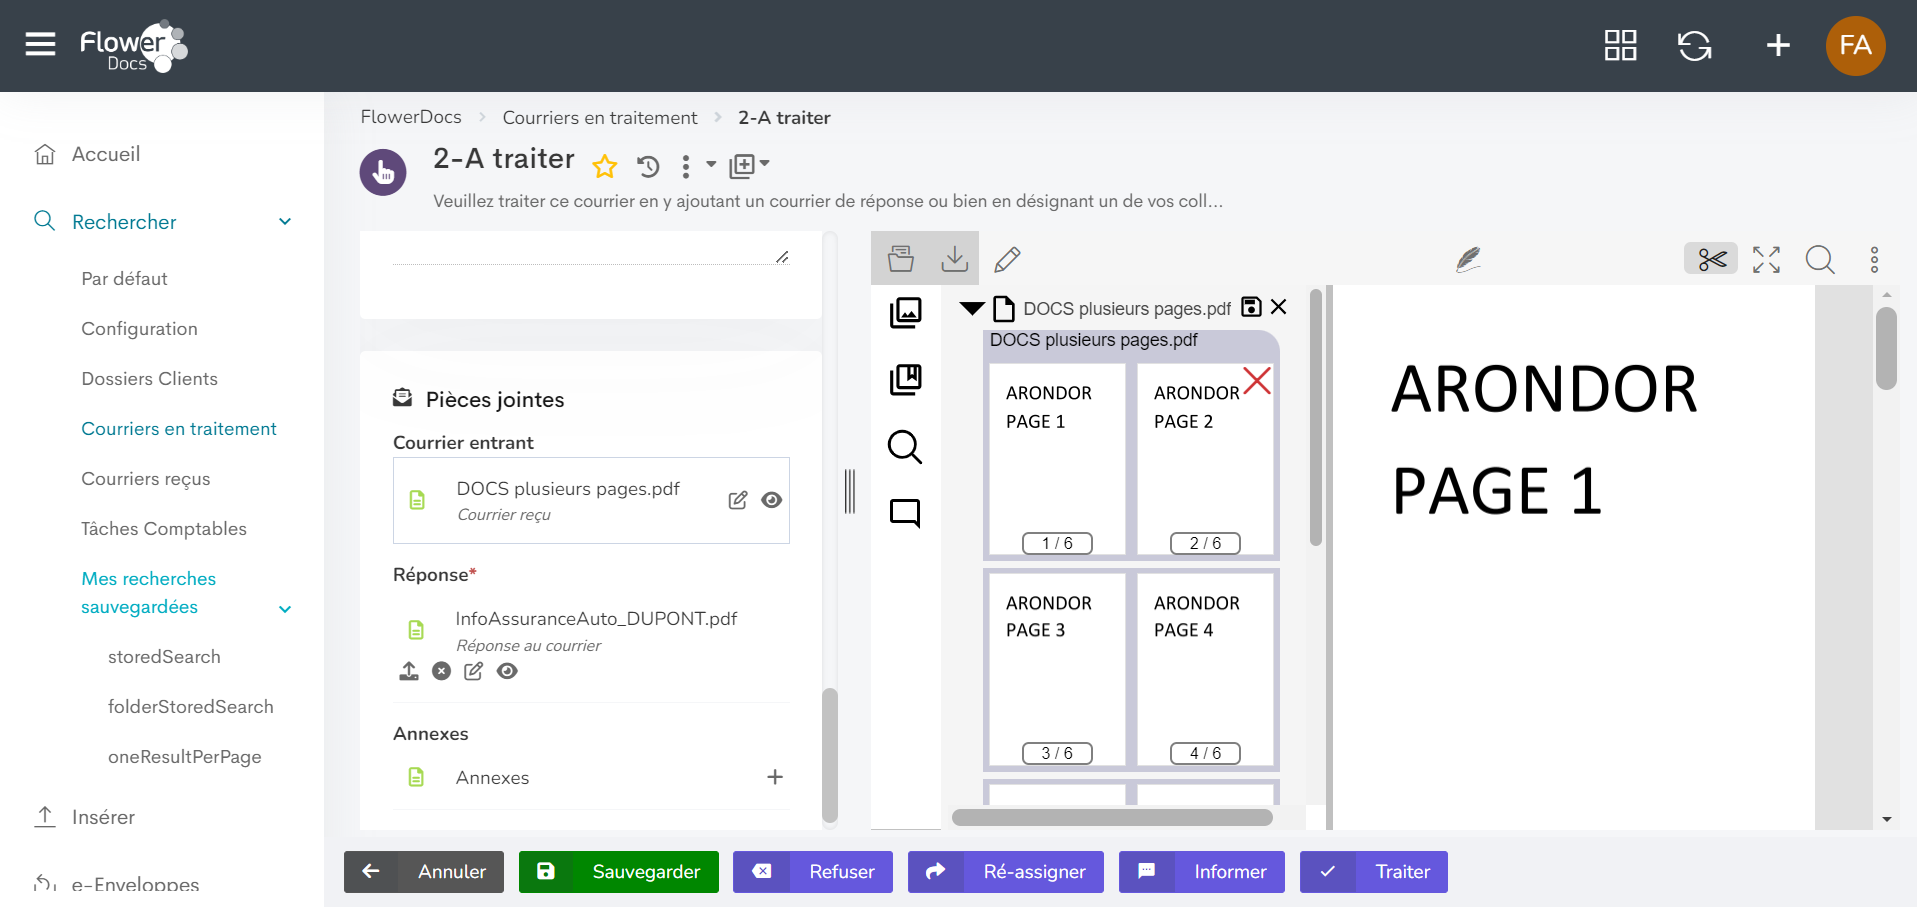 Flower
Docs
FA
Accueil
Rechercher
Par défaut
Configuration
Dossiers Clients
Courriers en traitement
Courriers reçus
Tâches Comptables
Mes recherches
sauvegardées
storedSearch
folderStoredSearch
oneResultPerPage
Insérer
e-Enveloppes
FlowerDocs > Courriers en traitement > 2-A traiter
2-A traiter
Veuillez traiter ce courrier en y ajoutant un courrier de réponse ou bien en désignant un de vos coll...
Pièces jointes
Courrier entrant
DOCS plusieurs pages.pdf
Courrier reçu
Réponse*
InfoAssuranceAuto_DUPONT.pdf
Réponse au courrier
Annexes
Annexes
DOCS plusieurs pages.pdf
DOCS plusieurs pages.pdf
ARONDOR
PAGE 1
1 / 6
ARONDOR
PAGE 2
2 / 6
ARONDOR
PAGE 3
3 / 6
ARONDOR
PAGE 4
4 / 6
ARONDOR
PAGE 1
Annuler
Sauvegarder
Refuser
Ré-assigner
Informer
Traiter